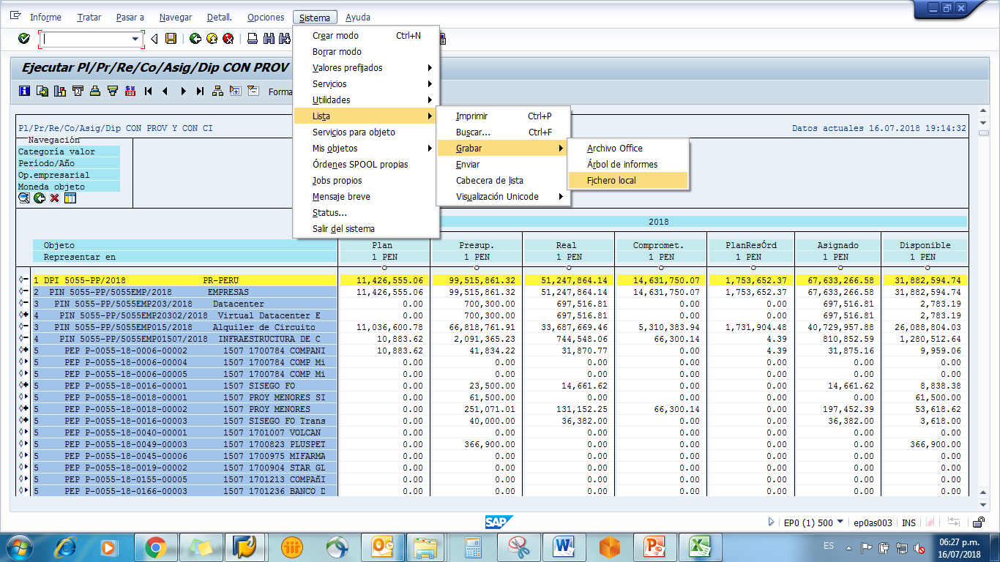 Informe Tratar Pasar a Navegar Detall. Opciones Sistema Ayuda
Ejecutar Pl/Pr/Re/Co/Asig/Dip CON PROV
Forma
Crear modo Ctrl+N
Borrar modo
Valores prefijados
Servicios
Utilidades
Lista
Servicios para objeto
Mis objetos
Órdenes SPOOL propias
Jobs propios
Mensaje breve
Status...
Salir del sistema
Imprimir Ctrl+P
Buscar... Ctrl+F
Grabar
Enviar
Cabecera de lista
Visualización Unicode
Archivo Office
Árbol de informes
Fichero local
Pl/Pr/Re/Co/Asig/Dip CON PROV Y CON CI Datos actuales 16.07.2018 19:14:32
Navegación
Categoría valor
Período/Año
Op.empresarial
Moneda objeto
2018
Objeto Plan Presup. Real Compromet. PlanResÓrd Asignado Disponible
Representar en 1 PEN 1 PEN 1 PEN 1 PEN 1 PEN 1 PEN 1 PEN
1 DPI 5055-PP/2018 PR-PERU 11,426,555.06 99,515,861.32 51,247,864.14 14,631,750.07 1,753,652.37 67,633,266.58 31,882,594.74
2 PIN 5055-PP/5055EMP/2018 EMPRESAS 11,426,555.06 99,515,861.32 51,247,864.14 14,631,750.07 1,753,652.37 67,633,266.58 31,882,594.74
3 PIN 5055-PP/5055EMP203/2018 Datacenter 0.00 700,300.00 697,516.81 0.00 0.00 697,516.81 2,783.19
4 PIN 5055-PP/5055EMP20302/2018 Virtual Datacenter E 0.00 700,300.00 697,516.81 0.00 0.00 697,516.81 2,783.19
3 PIN 5055-PP/5055EMP015/2018 Alquiler de Circuito 11,036,600.78 66,818,761.91 33,687,669.46 5,310,383.94 1,731,904.48 40,729,957.88 26,088,804.03
4 PIN 5055-PP/5055EMP01507/2018 INFRAESTRUCTURA DE C 10,883.62 2,091,365.23 744,548.06 66,300.14 4.39 810,852.59 1,280,512.64
5 PEP P-0055-18-0006-00002 1507 1700784 COMPANI 10,883.62 41,834.22 31,870.77 0.00 4.39 31,875.16 9,959.06
5 PEP P-0055-18-0006-00004 1507 1700784 COMP Mi 0.00 0.00 0.00 0.00 0.00 0.00 0.00
5 PEP P-0055-18-0006-00005 1507 1700784 COMP Mi 0.00 0.00 0.00 0.00 0.00 0.00 0.00
5 PEP P-0055-18-0016-00001 1507 SISEGO FO 0.00 23,500.00 14,661.62 0.00 0.00 14,661.62 8,838.38
5 PEP P-0055-18-0018-00001 1507 PROY MENORES SI 0.00 61,500.00 0.00 0.00 0.00 0.00 61,500.00
5 PEP P-0055-18-0018-00002 1507 PROY MENORES 0.00 251,071.01 131,152.25 66,300.14 0.00 197,452.39 53,618.62
5 PEP P-0055-18-0016-00003 1507 SISEGO FO Trans 0.00 40,000.00 36,382.00 0.00 0.00 36,382.00 3,618.00
5 PEP P-0055-18-0040-00001 1507 1701007 VOLCAN 0.00 0.00 0.00 0.00 0.00 0.00 0.00
5 PEP P-0055-18-0049-00003 1507 1700823 PLUSPET 0.00 366,900.00 0.00 0.00 0.00 0.00 366,900.00
5 PEP P-0055-18-0045-00006 1507 1700975 MIFARMA 0.00 0.00 0.00 0.00 0.00 0.00 0.00
5 PEP P-0055-18-0019-00002 1507 1700904 STAR GL 0.00 0.00 0.00 0.00 0.00 0.00 0.00
5 PEP P-0055-18-0155-00005 1507 1701213 COMPAñI 0.00 0.00 0.00 0.00 0.00 0.00 0.00
5 PEP P-0055-18-0166-00003 1507 1701236 BANCO D 0.00 0.00 0.00 0.00 0.00 0.00 0.00
SAP EP0 (1) 500 ep0as003 INS
ES 06:27 p.m.
16/07/2018